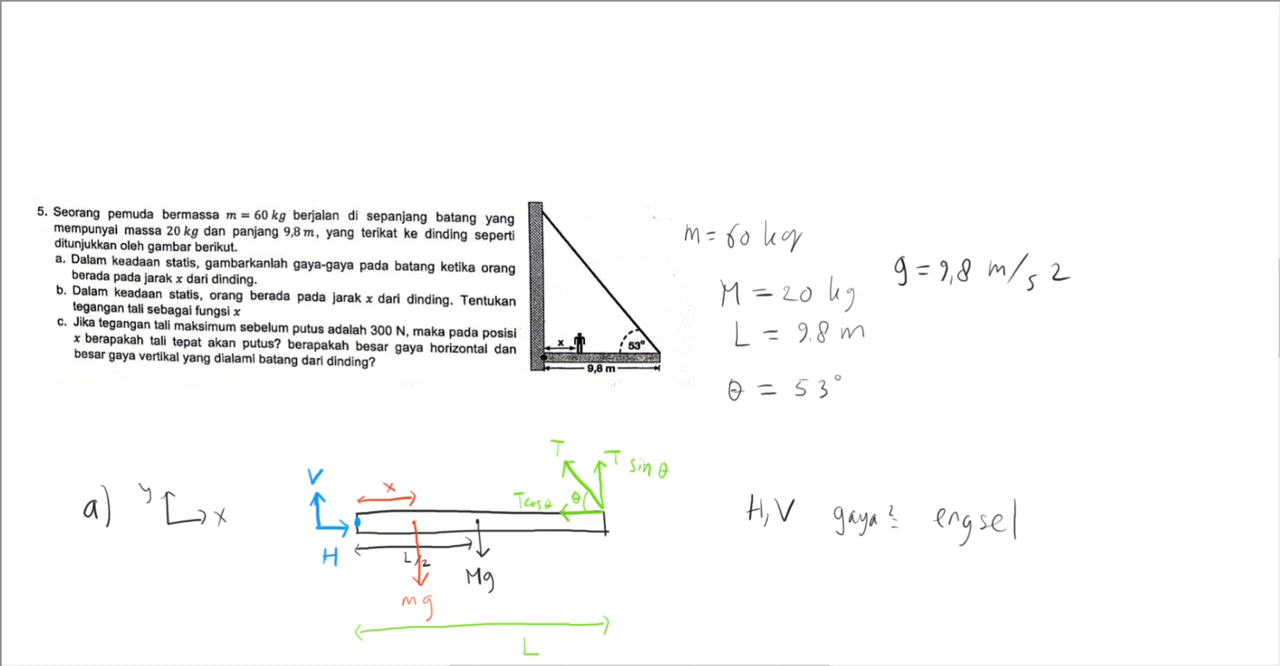 5. Seorang pemuda bermassa m = 60 kg berjalan di sepanjang batang yang
mempunyai massa 20 kg dan panjang 9,8 m, yang terikat ke dinding seperti
ditunjukkan oleh gambar berikut.
a. Dalam keadaan statis, gambarkanlah gaya-gaya pada batang ketika orang
berada pada jarak x dari dinding.
b. Dalam keadaan statis, orang berada pada jarak x dari dinding. Tentukan
tegangan tali sebagai fungsi x
c. Jika tegangan tali maksimum sebelum putus adalah 300 N, maka pada posisi
x berapakah tali tepat akan putus? berapakah besar gaya horizontal dan
besar gaya vertikal yang dialami batang dari dinding?
x
53°
9,8 m
m = 60 kg
g = 9,8 m/s2
M = 20 kg
L = 9.8 m
θ = 53°
a)
y
x
V
H
x
L/2
mg
Mg
T
T sin θ
T cos θ
θ
L
H, V gaya² engsel